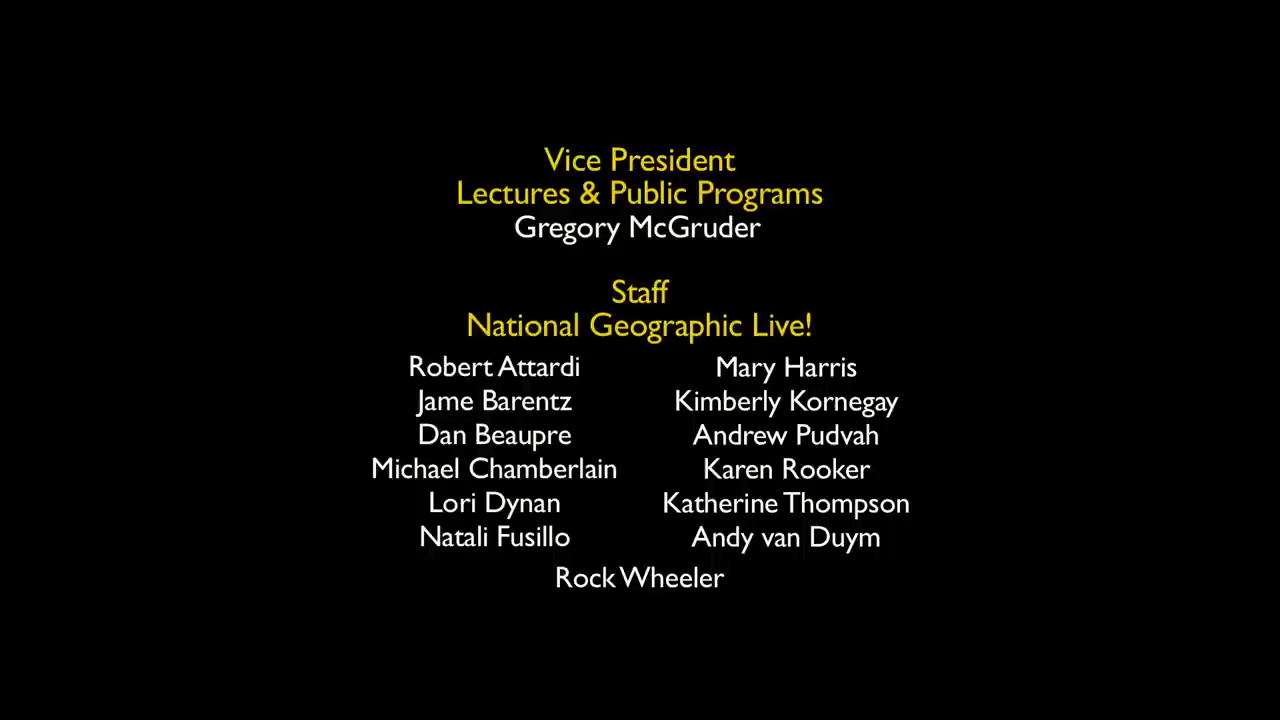 Vice President
Lectures & Public Programs
Gregory McGruder
Staff
National Geographic Live!
Robert Attardi
Jame Barentz
Dan Beaupre
Michael Chamberlain
Lori Dynan
Natali Fusillo
Mary Harris
Kimberly Kornegay
Andrew Pudvah
Karen Rooker
Katherine Thompson
Andy van Duym
Rock Wheeler